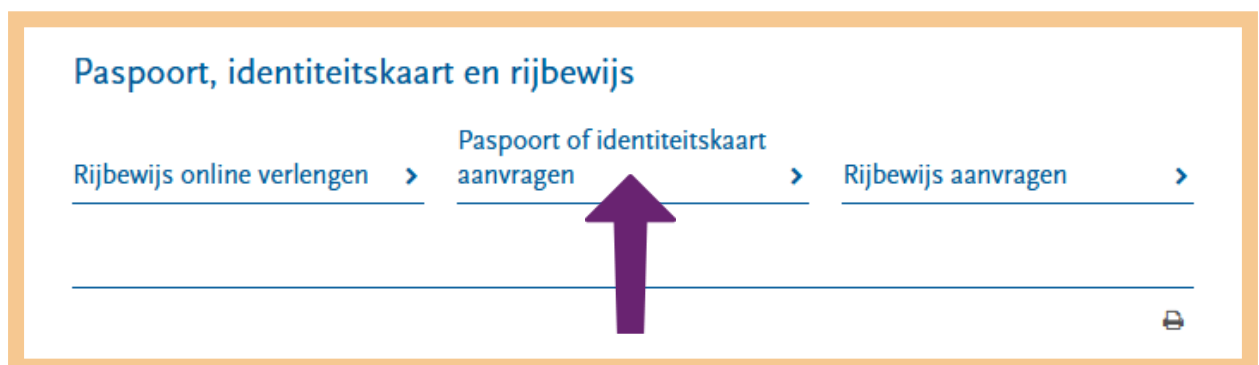 Paspoort, identiteitskaart en rijbewijs
Rijbewijs online verlengen
Paspoort of identiteitskaart
aanvragen
Rijbewijs aanvragen